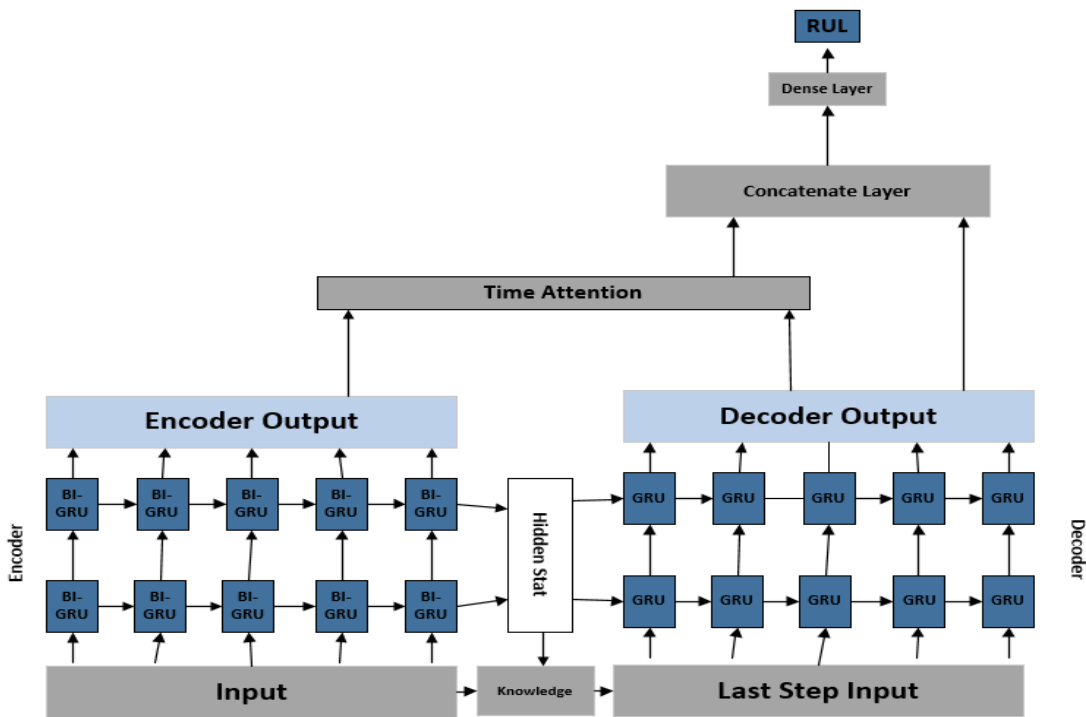 RUL
Dense Layer
Concatenate Layer
Time Attention
Encoder Output
Decoder Output
BI-
GRU
BI-
GRU
BI-
GRU
BI-
GRU
BI-
GRU
Hidden Stat
GRU
GRU
GRU
GRU
GRU
Encoder
Decoder
BI-
GRU
BI-
GRU
BI-
GRU
BI-
GRU
BI-
GRU
GRU
GRU
GRU
GRU
GRU
Input
Knowledge
Last Step Input